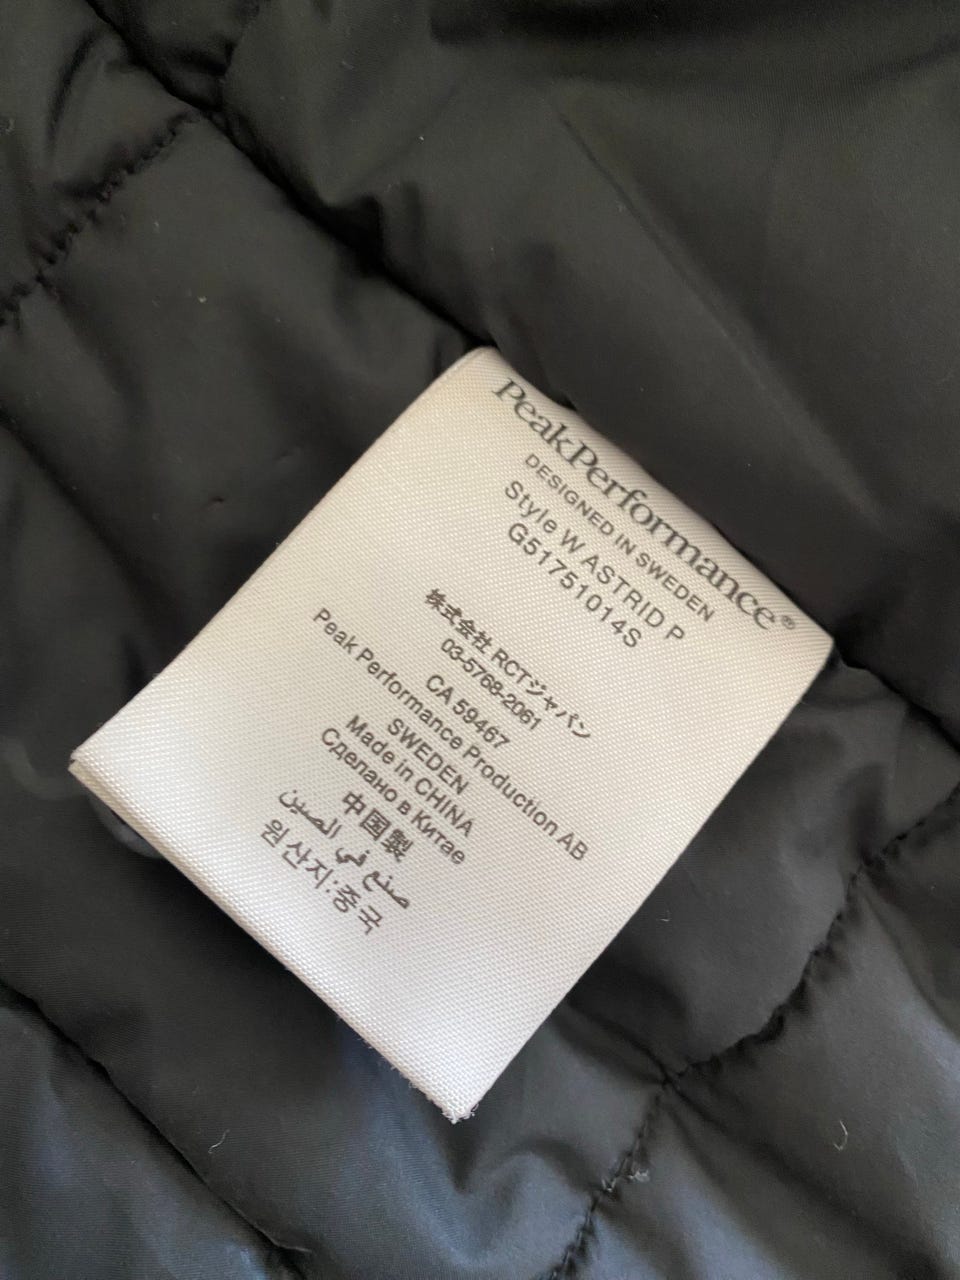 PeakPerformance®
DESIGNED IN SWEDEN
Style W ASTRID P
G51751014S
株式会社 RCTジャパン
03-5768-2061
CA 59467
Peak Performance Production AB
SWEDEN
Made in CHINA
Сделано в Китае
中国製
صنع في الصين
원산지:중국